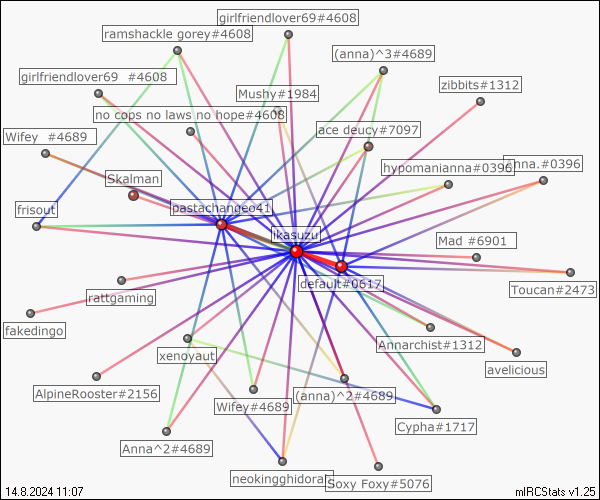 girlfriendlover69#4608
ramshackle gorey#4608
(anna)^3#4689
girlfriendlover69 #4608
zibbits#1312
Mushy#1984
no cops no laws no hope#4608
ace deucy#7097
Wifey #4689
hypomanianna#0396
anna.#0396
Skalman
frisout
pastachangeo41
ikasuzu
Mad #6901
default#0617
Toucan#2473
rattgaming
fakedingo
Annarchist#1312
xenoyaut
avelicious
AlpineRooster#2156
Wifey#4689
(anna)^2#4689
Cypha#1717
Anna^2#4689
neokingghidorah
Soxy Foxy#5076
14.8.2024 11:07
mIRCStats v1.25